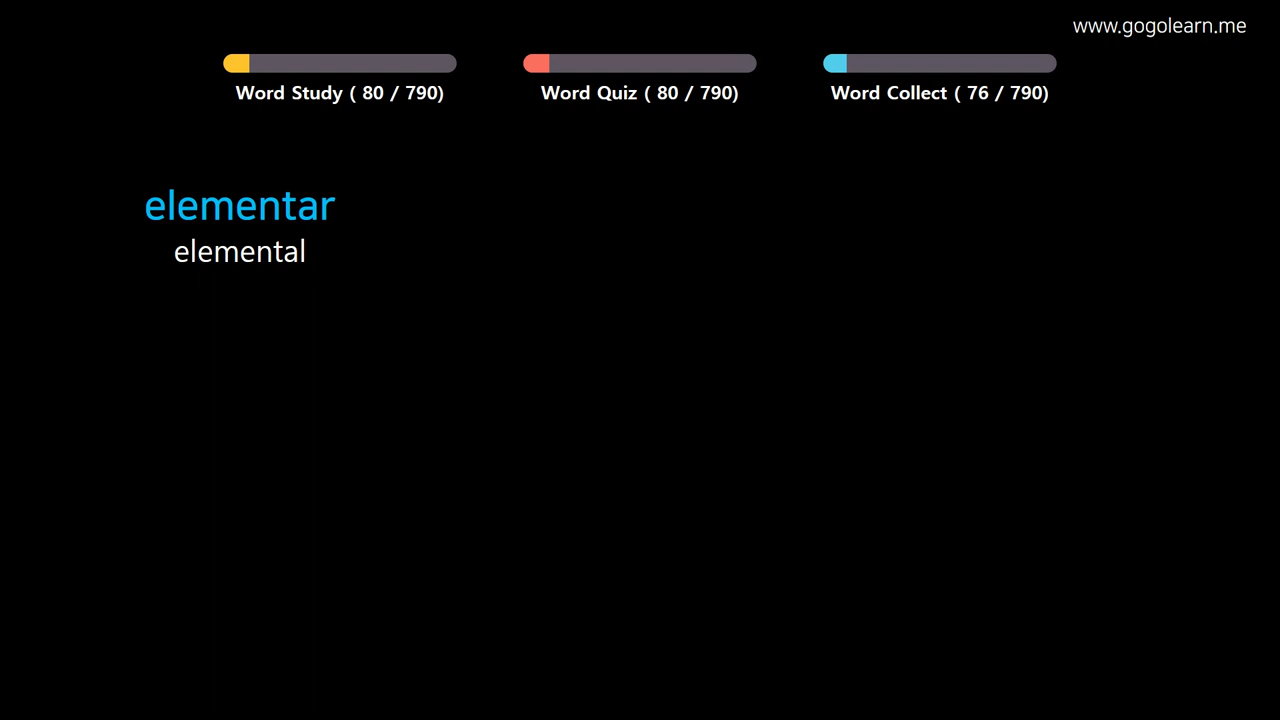 www.gogolearn.me
Word Study ( 80 / 790)
Word Quiz ( 80 / 790)
Word Collect ( 76 / 790)
elementar
elemental